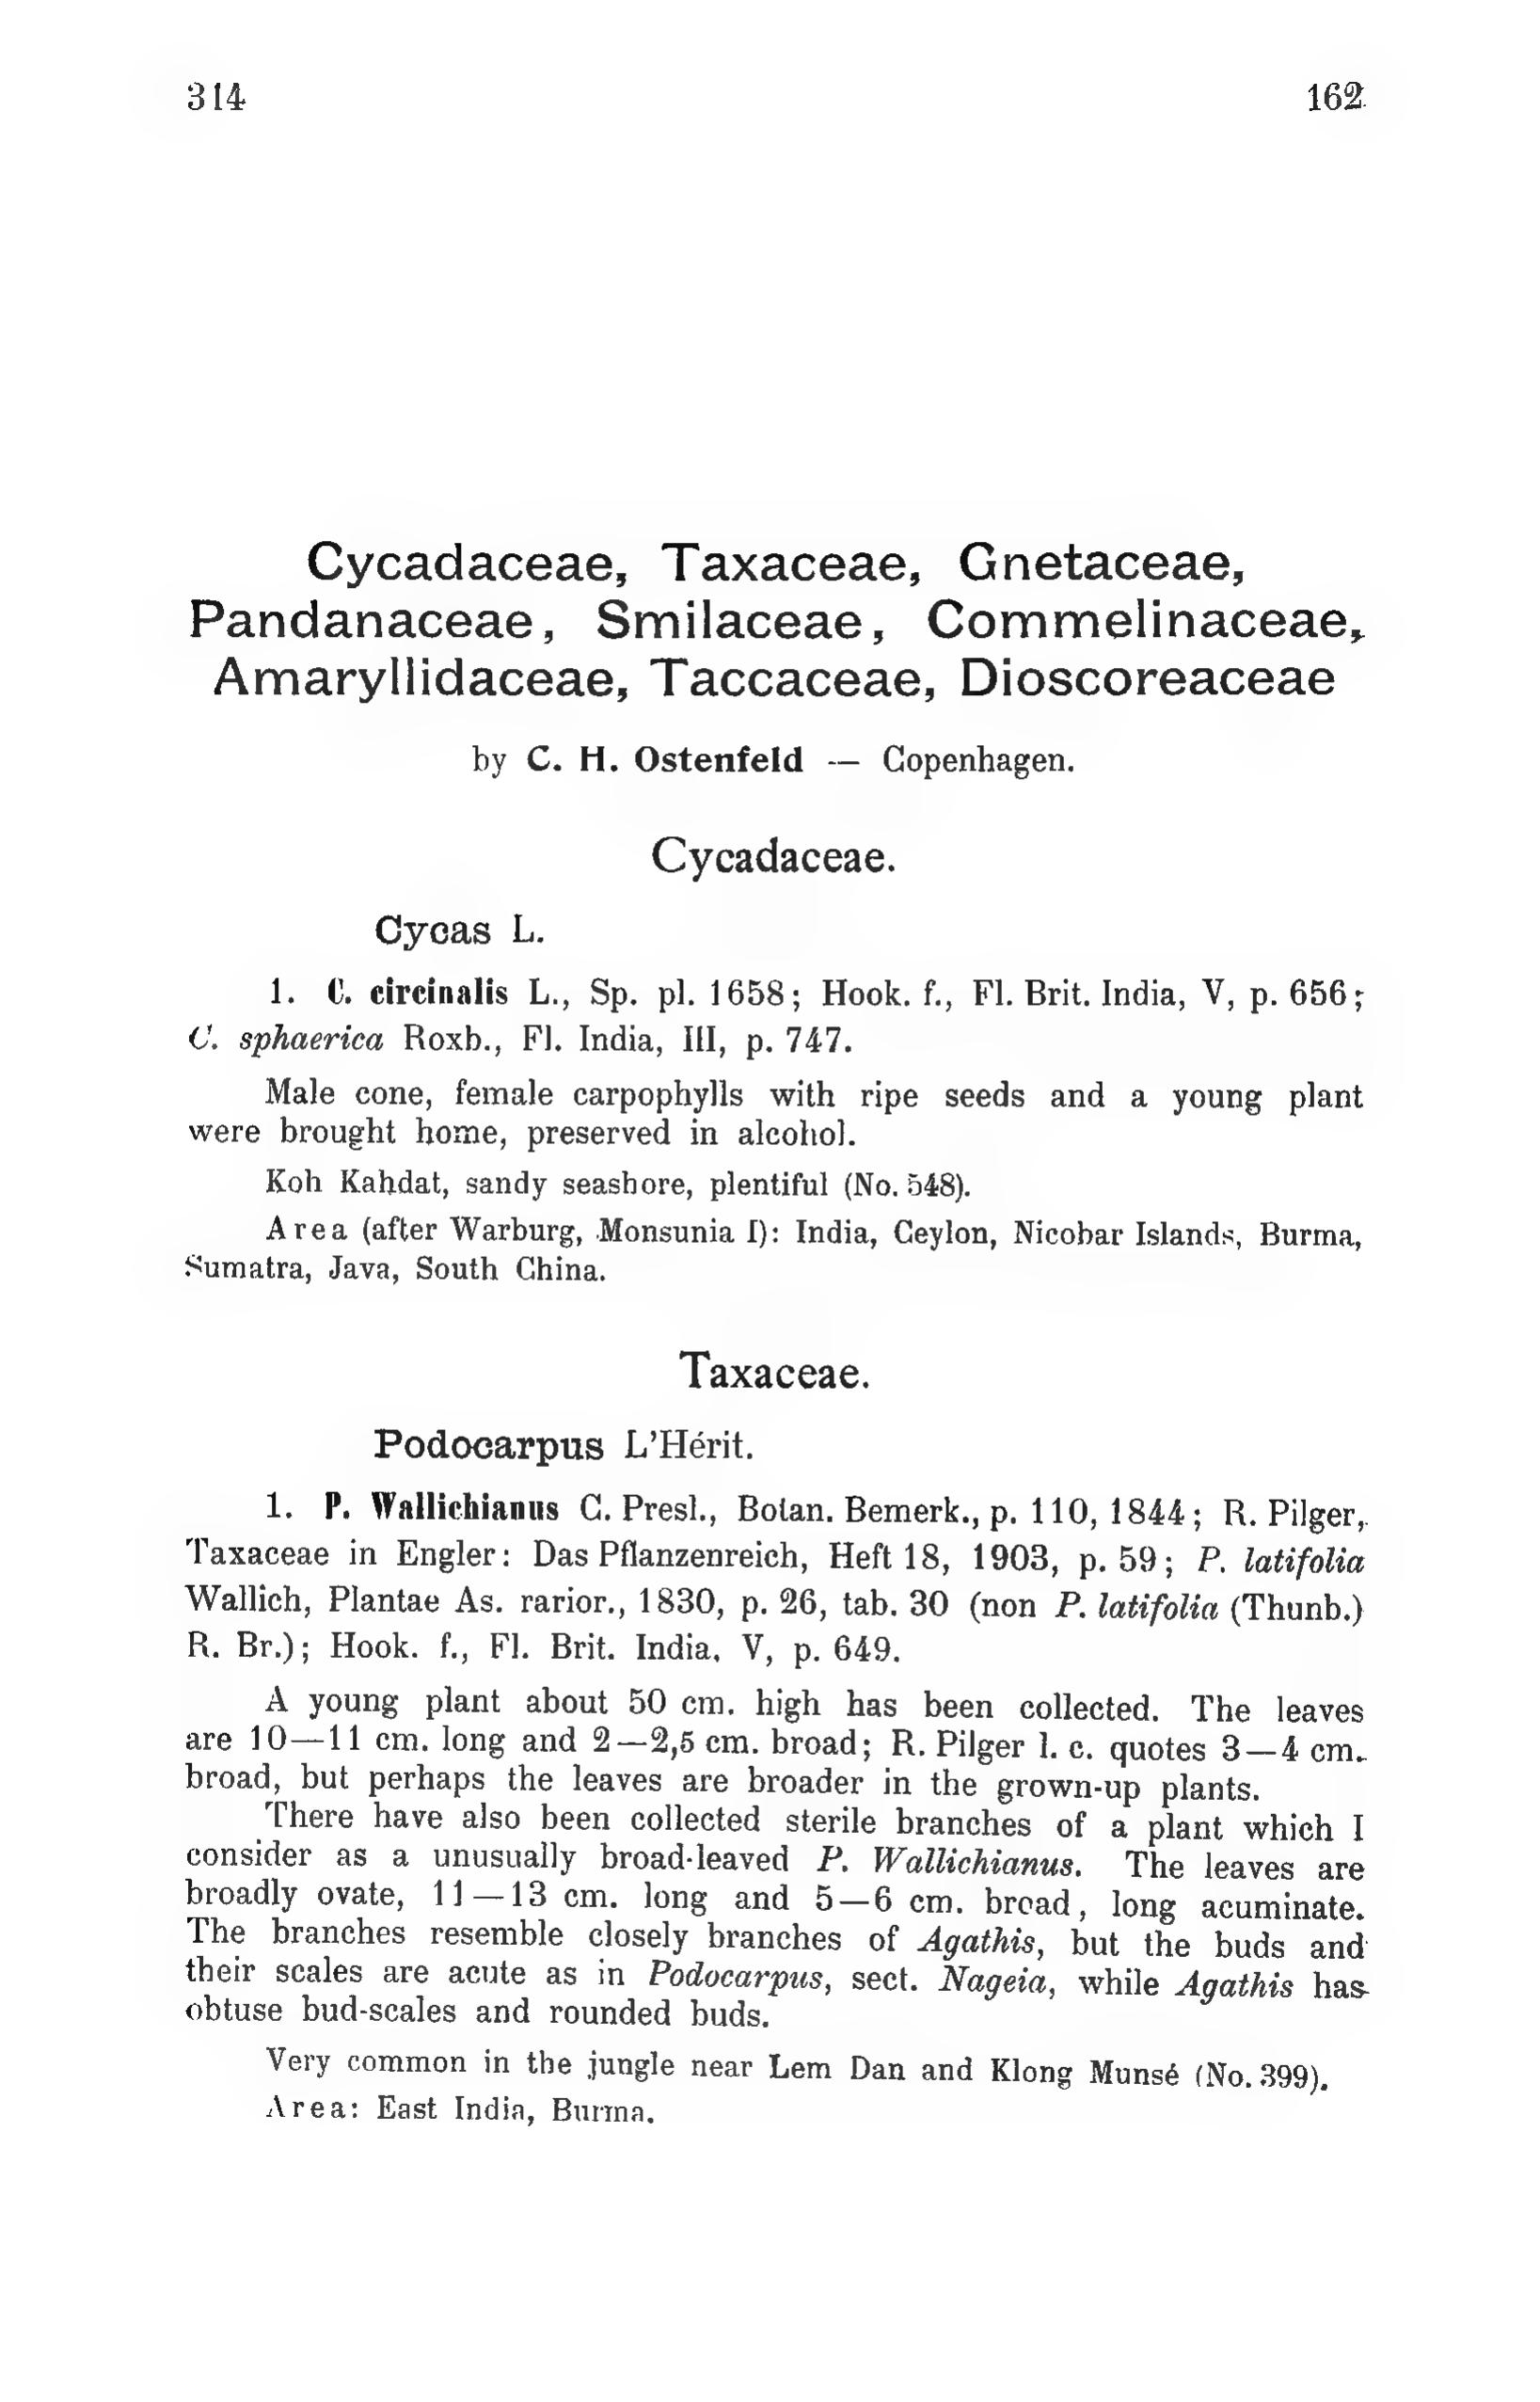 314 162
Cycadaceae, Taxaceae, Gnetaceae,
Pandanaceae, Smilaceae, Commelinaceae,
Amaryllidaceae, Taccaceae, Dioscoreaceae
by C. H. Ostenfeld — Copenhagen.
Cycadaceae.
Cycas L.
1. C. circinalis L., Sp. pl. 1658; Hook. f., Fl. Brit. India, V, p. 656;
C. sphaerica Roxb., Fl. India, III, p. 747.
Male cone, female carpophylls with ripe seeds and a young plant
were brought home, preserved in alcohol.
Koh Kahdat, sandy seashore, plentiful (No. 548).
Area (after Warburg, Monsunia I): India, Ceylon, Nicobar Islands, Burma,
Sumatra, Java, South China.
Taxaceae.
Podocarpus L'Hérit.
1. P. Wallichianus C. Presl., Botan. Bemerk., p. 110, 1844; R. Pilger,
Taxaceae in Engler: Das Pflanzenreich, Heft 18, 1903, p. 59; P. latifolia
Wallich, Plantae As. rarior., 1830, p. 26, tab. 30 (non P. latifolia (Thunb.)
R. Br.); Hook. f., Fl. Brit. India, V, p. 649.
A young plant about 50 cm. high has been collected. The leaves
are 10—11 cm. long and 2—2,5 cm. broad; R. Pilger l. c. quotes 3—4 cm.
broad, but perhaps the leaves are broader in the grown-up plants.
There have also been collected sterile branches of a plant which I
consider as a unusually broad-leaved P. Wallichianus. The leaves are
broadly ovate, 11—13 cm. long and 5—6 cm. broad, long acuminate.
The branches resemble closely branches of Agathis, but the buds and
their scales are acute as in Podocarpus, sect. Nageia, while Agathis has
obtuse bud-scales and rounded buds.
Very common in the jungle near Lem Dan and Klong Munsé (No. 399).
Area: East India, Burma.